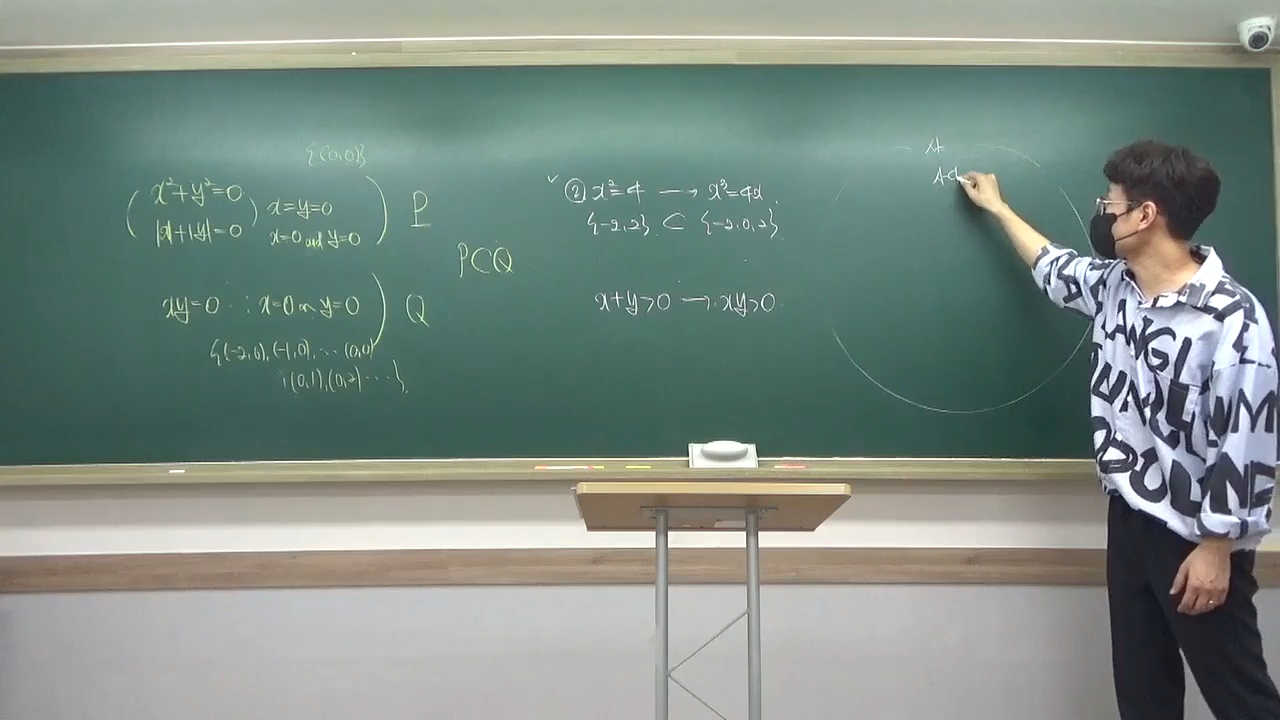 {(0,0)}
x²+y²=0
|x|+|y|=0
x=y=0
x=0 and y=0
P
P⊂Q
xy=0
x=0 or y=0
Q
{(-2,0),(-1,0),…(0,0)
,(0,1),(0,2)…}
② x²=4 → x³=4x
{-2,2} ⊂ {-2,0,2}
x+y>0 → xy>0
A